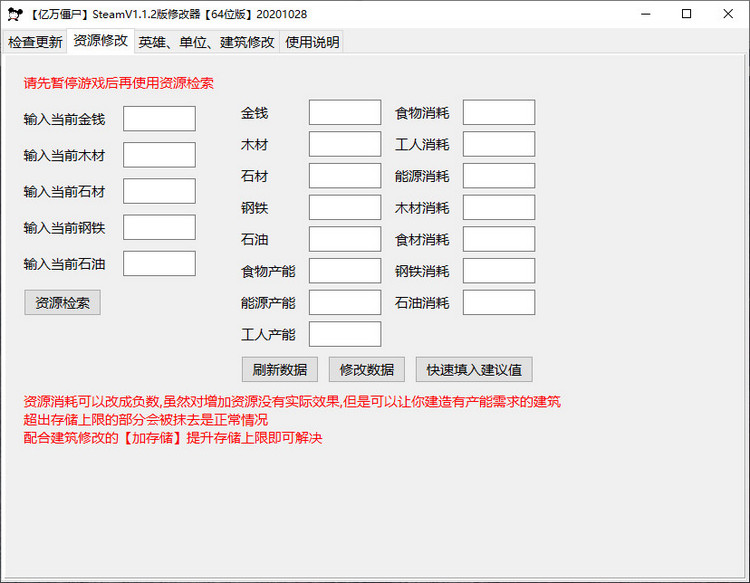 【亿万僵尸】SteamV1.1.2版修改器【64位版】20201028
检查更新 资源修改 英雄、单位、建筑修改 使用说明
请先暂停游戏后再使用资源检索
输入当前金钱
输入当前木材
输入当前石材
输入当前钢铁
输入当前石油
资源检索
金钱 食物消耗
木材 工人消耗
石材 能源消耗
钢铁 木材消耗
石油 食材消耗
食物产能 钢铁消耗
能源产能 石油消耗
工人产能
刷新数据 修改数据 快速填入建议值
资源消耗可以改成负数,虽然对增加资源没有实际效果,但是可以让你建造有产能需求的建筑
超出存储上限的部分会被抹去是正常情况
配合建筑修改的【加存储】提升存储上限即可解决